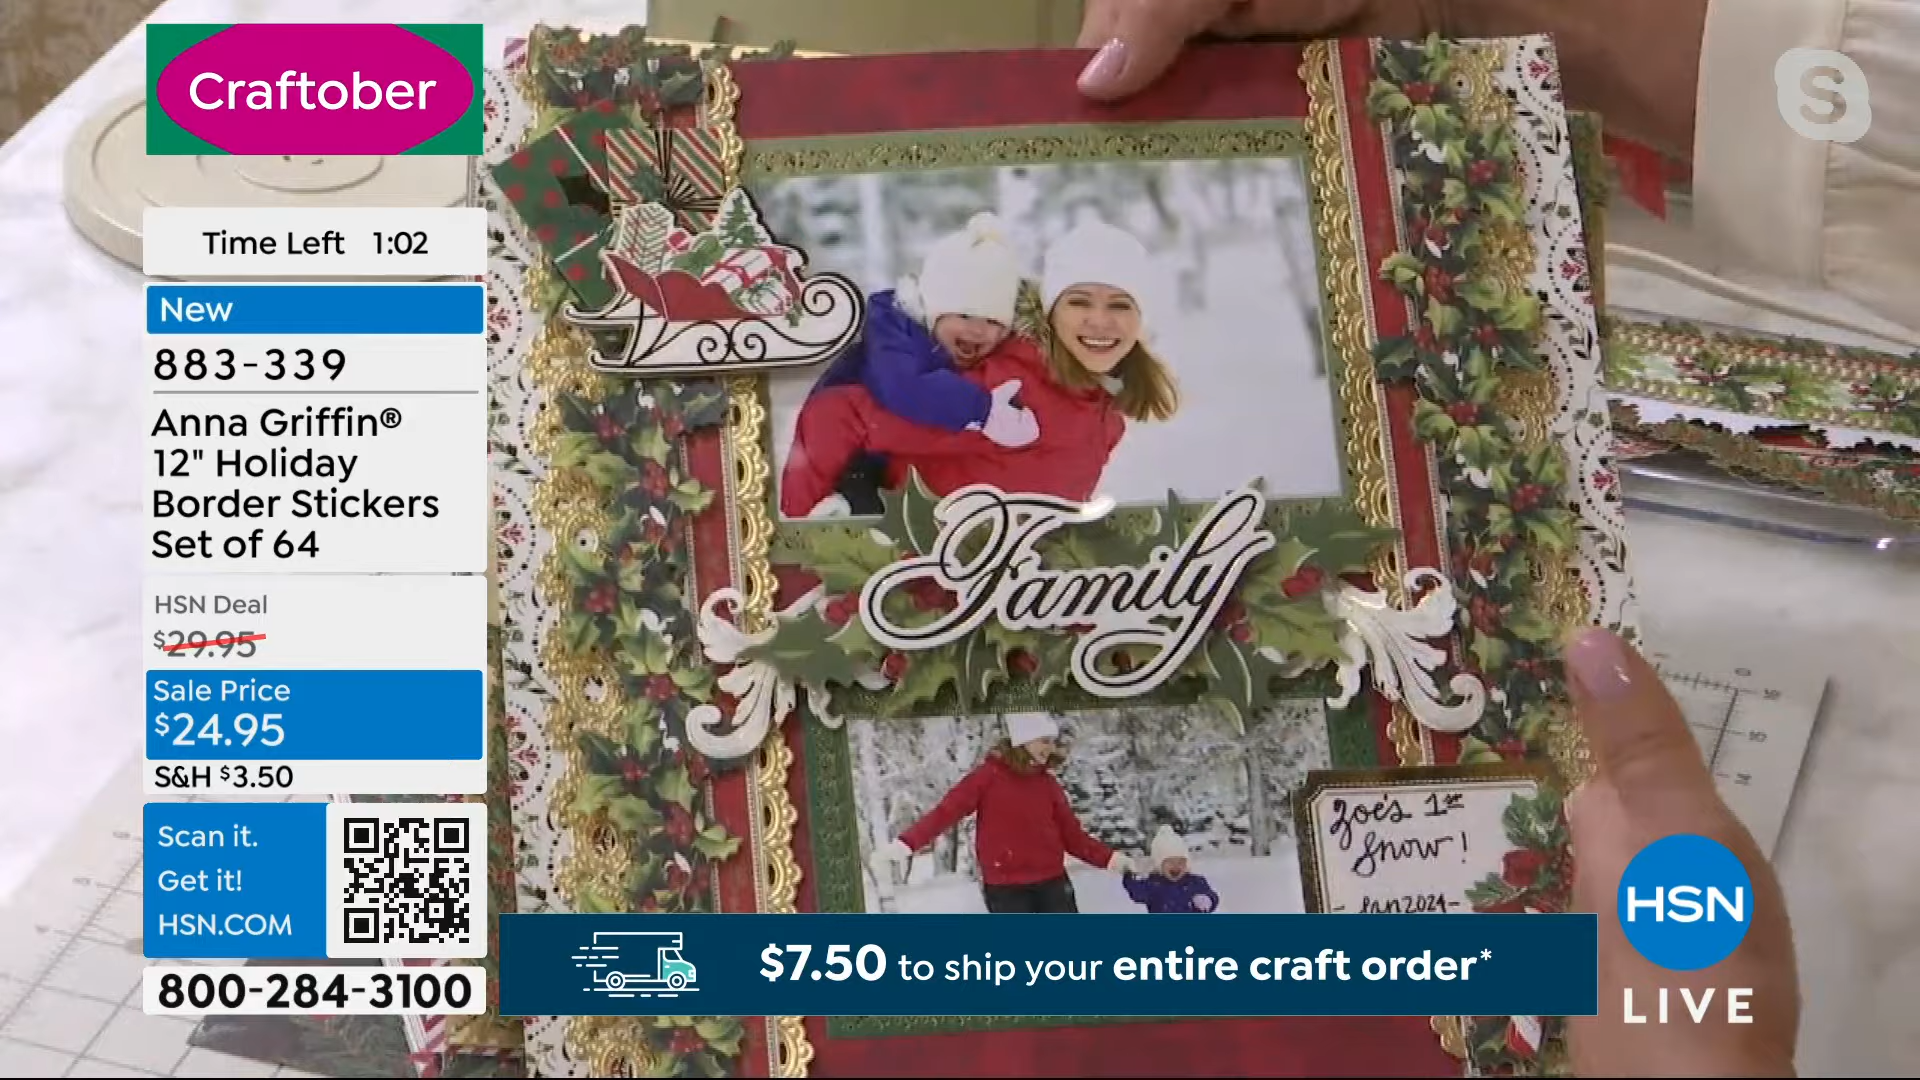 Craftober
Time Left 1:02
New
883-339
Anna Griffin®
12" Holiday
Border Stickers
Set of 64
HSN Deal
$29.95
Sale Price
$24.95
S&H $3.50
Scan it.
Get it!
HSN.COM
800-284-3100
S
Family
Zoe's 1st
Snow!
- Jan 2024 -
$7.50 to ship your entire craft order*
HSN
LIVE